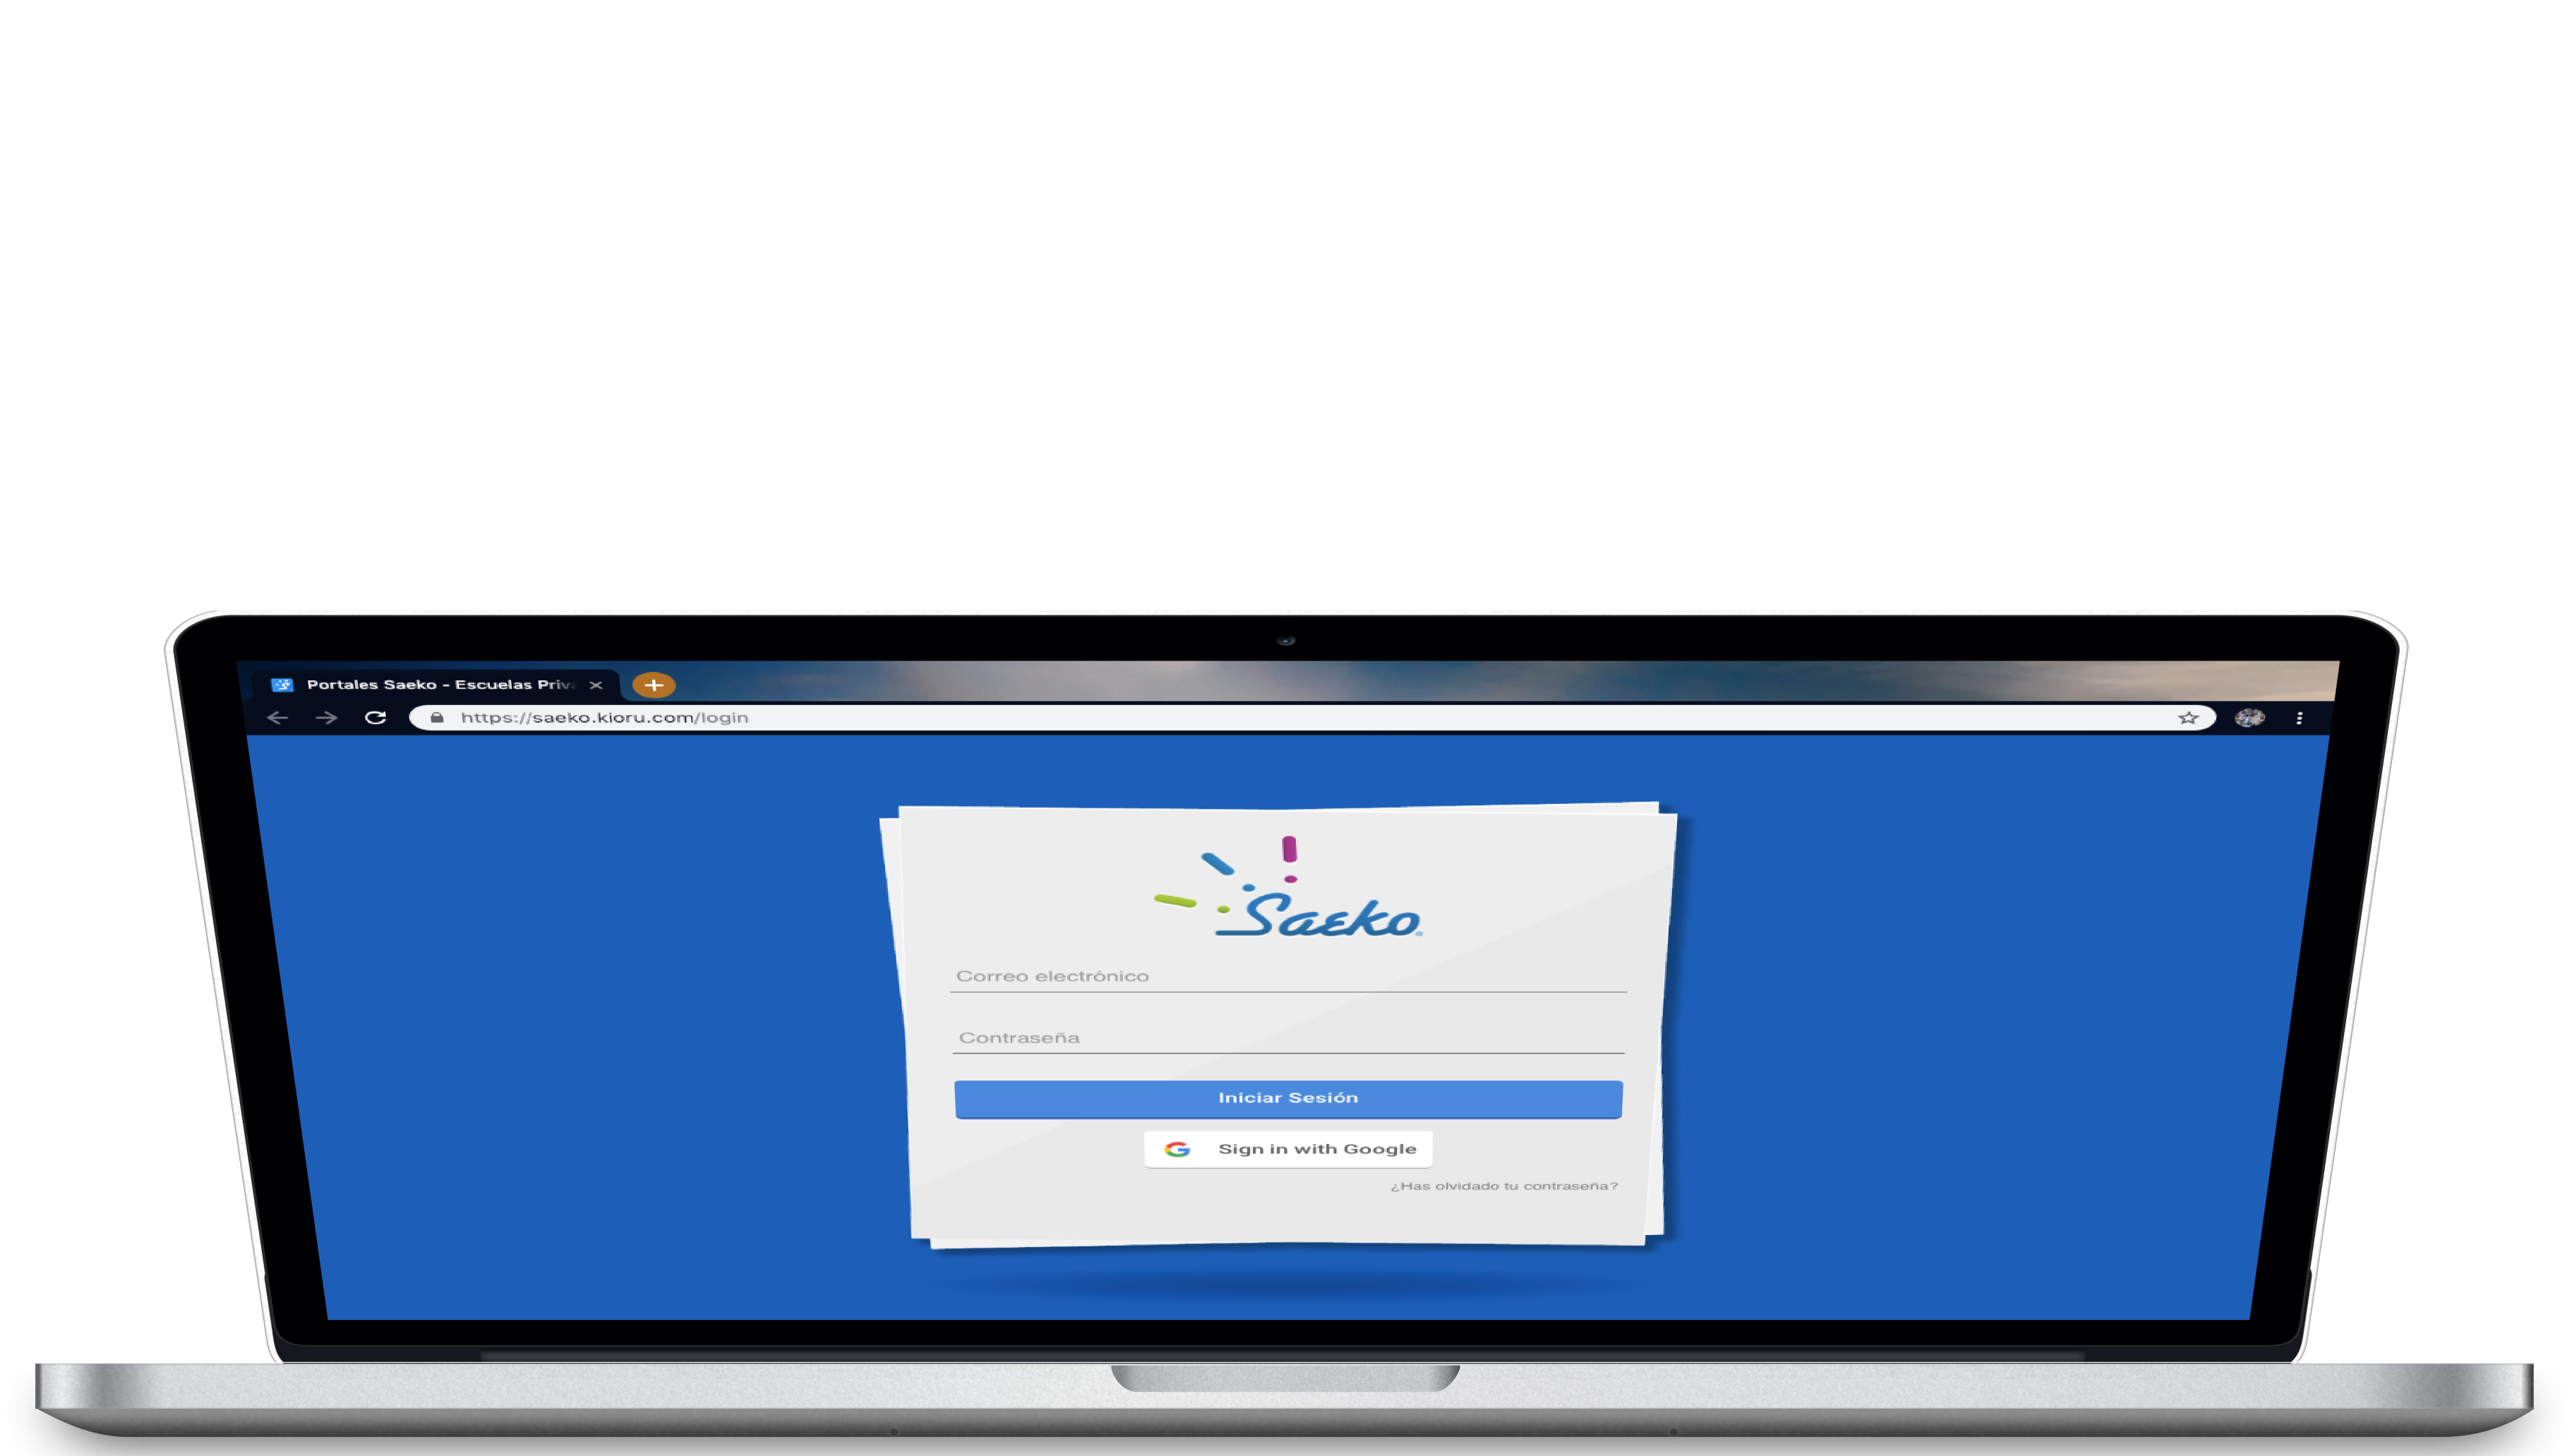 Portales Saeko - Escuelas Priv
https://saeko.kioru.com/login
Saeko
Correo electrónico
Contraseña
Iniciar Sesión
Sign in with Google
¿Has olvidado tu contraseña?